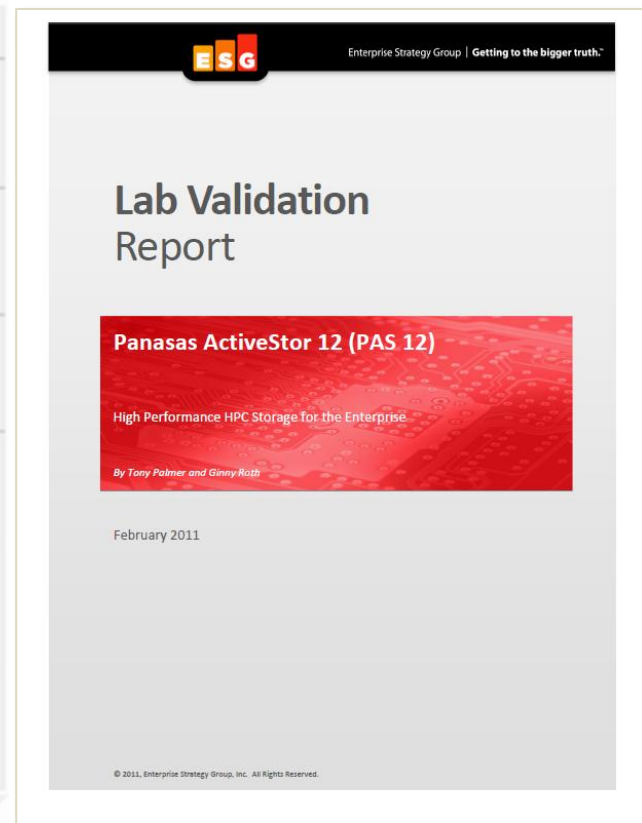 ESG
Enterprise Strategy Group | Getting to the bigger truth.™
Lab Validation
Report
Panasas ActiveStor 12 (PAS 12)
High Performance HPC Storage for the Enterprise
By Tony Palmer and Ginny Roth
February 2011
© 2011, Enterprise Strategy Group, Inc. All Rights Reserved.